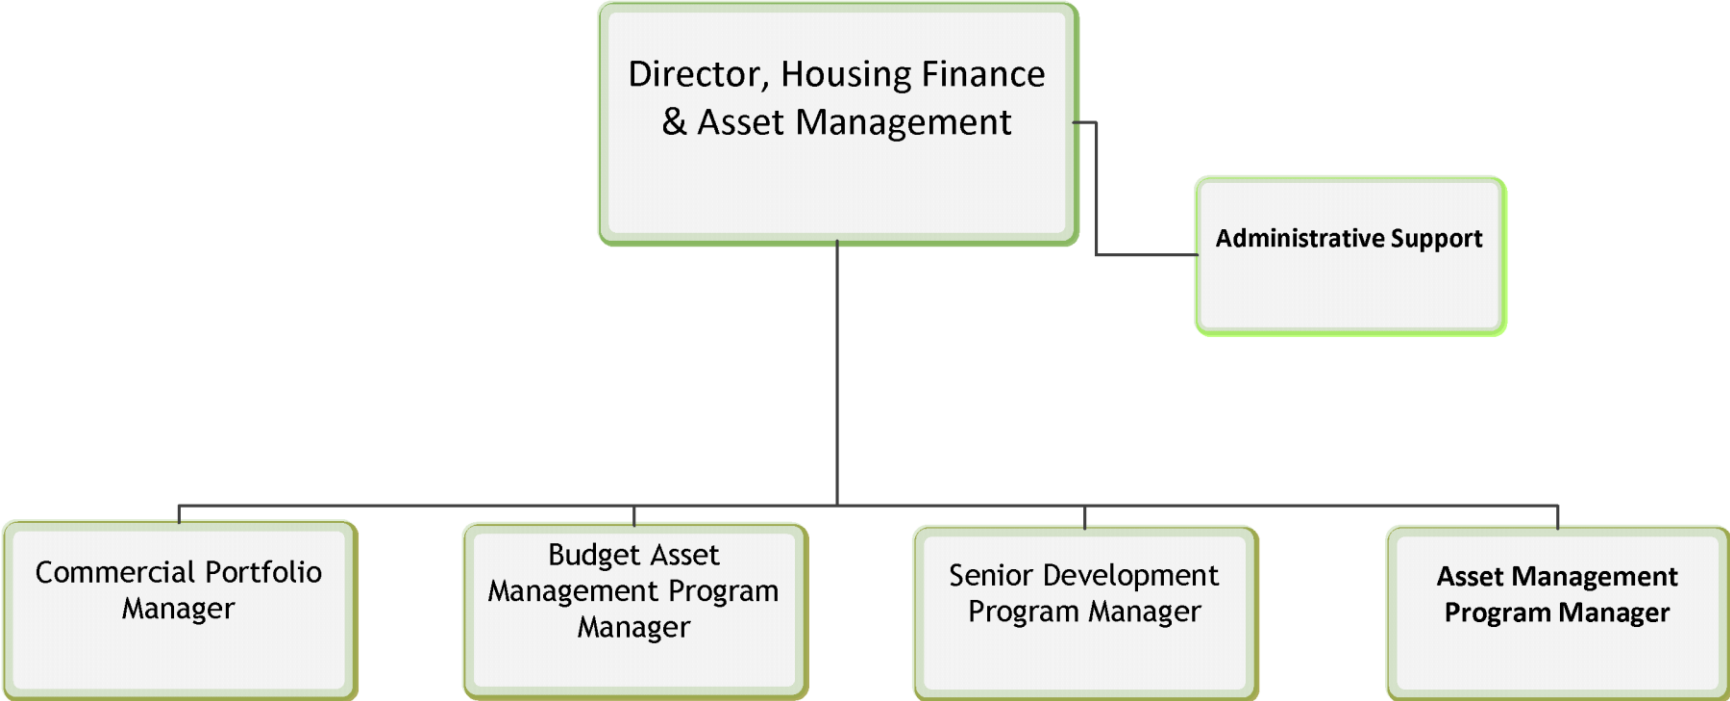 Director, Housing Finance
& Asset Management
Administrative Support
Commercial Portfolio
Manager
Budget Asset
Management Program
Manager
Senior Development
Program Manager
Asset Management
Program Manager